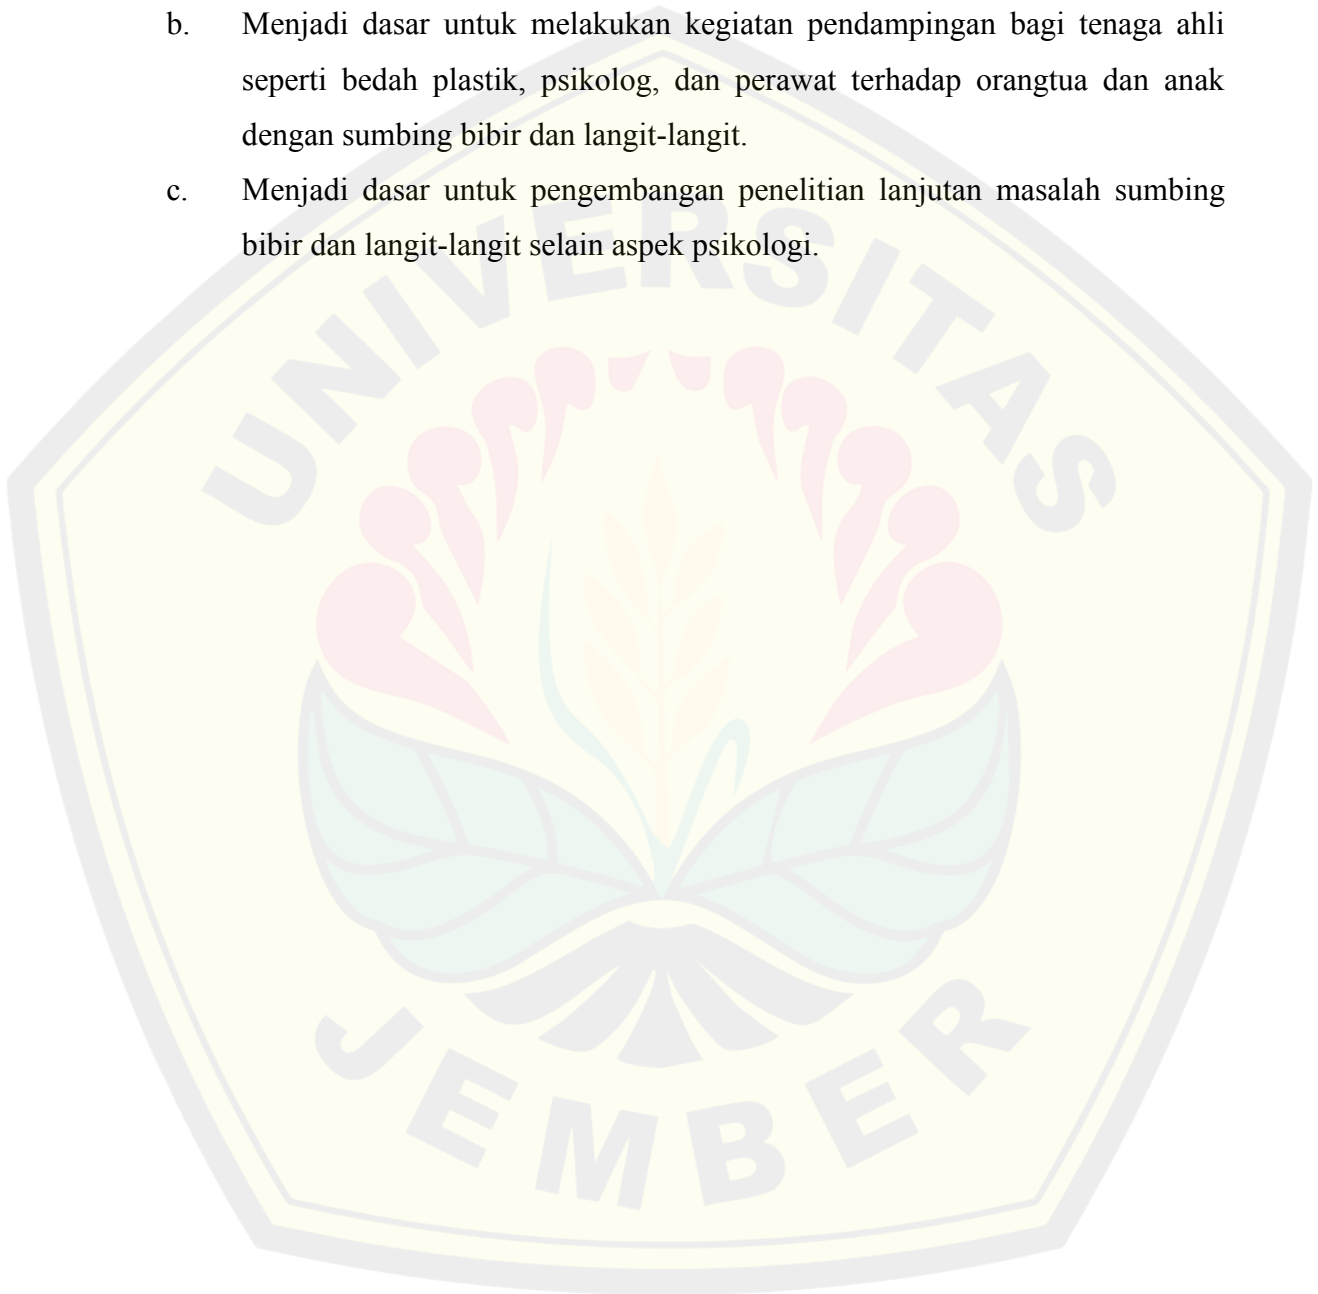 b. Menjadi dasar untuk melakukan kegiatan pendampingan bagi tenaga ahli
seperti bedah plastik, psikolog, dan perawat terhadap orangtua dan anak
dengan sumbing bibir dan langit-langit.
c. Menjadi dasar untuk pengembangan penelitian lanjutan masalah sumbing
bibir dan langit-langit selain aspek psikologi.
UNIVERSITAS
JEMBER